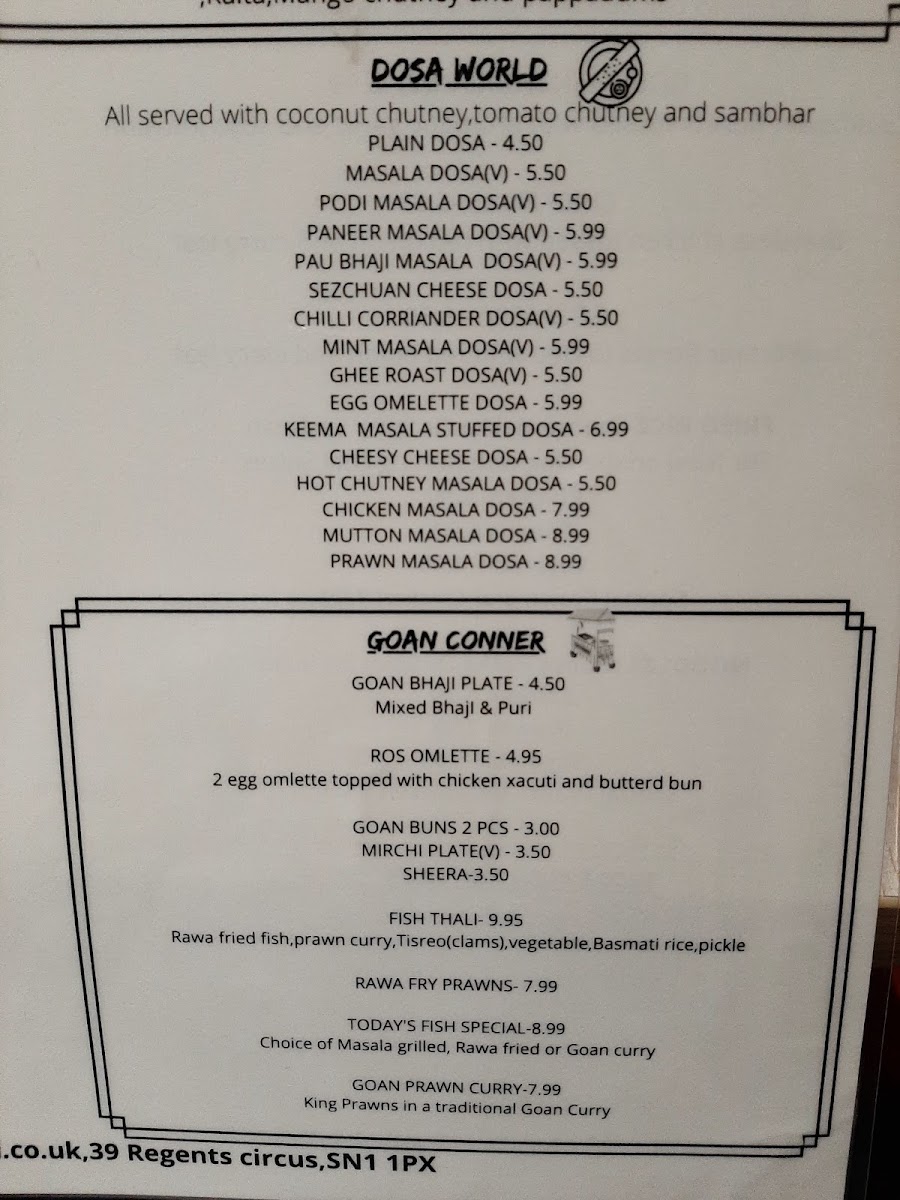 ,Raita,Mango chutney and pappadums
DOSA WORLD
All served with coconut chutney,tomato chutney and sambhar
PLAIN DOSA - 4.50
MASALA DOSA(V) - 5.50
PODI MASALA DOSA(V) - 5.50
PANEER MASALA DOSA(V) - 5.99
PAU BHAJI MASALA DOSA(V) - 5.99
SEZCHUAN CHEESE DOSA - 5.50
CHILLI CORRIANDER DOSA(V) - 5.50
MINT MASALA DOSA(V) - 5.99
GHEE ROAST DOSA(V) - 5.50
EGG OMELETTE DOSA - 5.99
KEEMA MASALA STUFFED DOSA - 6.99
CHEESY CHEESE DOSA - 5.50
HOT CHUTNEY MASALA DOSA - 5.50
CHICKEN MASALA DOSA - 7.99
MUTTON MASALA DOSA - 8.99
PRAWN MASALA DOSA - 8.99
GOAN CONNER
GOAN BHAJI PLATE - 4.50
Mixed BhajI & Puri
ROS OMLETTE - 4.95
2 egg omlette topped with chicken xacuti and butterd bun
GOAN BUNS 2 PCS - 3.00
MIRCHI PLATE(V) - 3.50
SHEERA-3.50
FISH THALI- 9.95
Rawa fried fish,prawn curry,Tisreo(clams),vegetable,Basmati rice,pickle
RAWA FRY PRAWNS- 7.99
TODAY'S FISH SPECIAL-8.99
Choice of Masala grilled, Rawa fried or Goan curry
GOAN PRAWN CURRY-7.99
King Prawns in a traditional Goan Curry
.co.uk,39 Regents circus,SN1 1PX